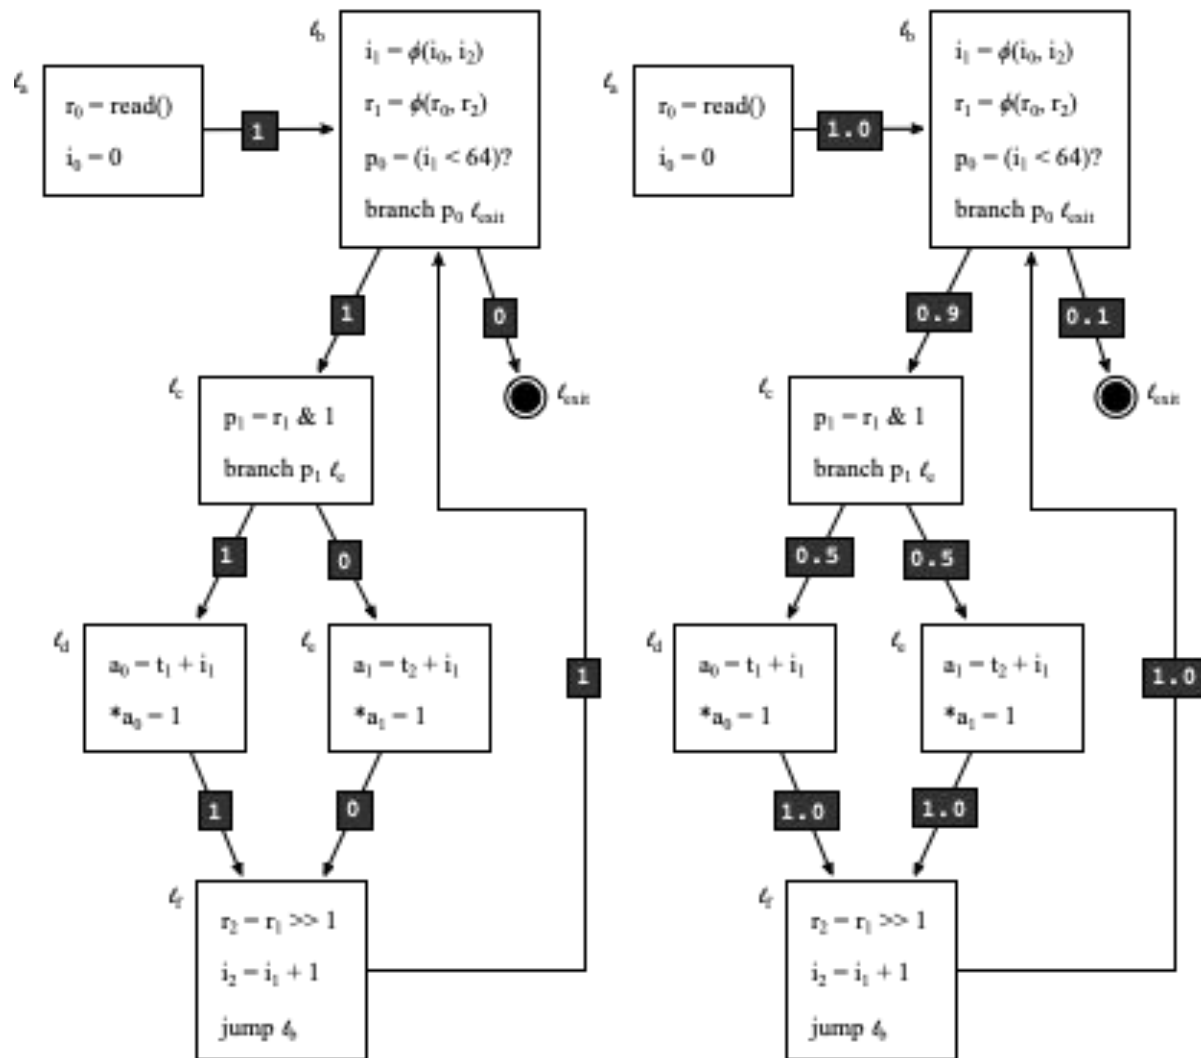 ℓb
i₁ = ϕ(i₀, i₂)
r₁ = ϕ(r₀, r₂)
p₀ = (i₁ < 64)?
branch p₀ ℓexit
ℓa
r₀ = read()
i₀ = 0
1
1
0
ℓexit
ℓc
p₁ = r₁ & 1
branch p₁ ℓe
1
0
ℓd
a₀ = t₁ + i₁
*a₀ = 1
ℓe
a₁ = t₂ + i₁
*a₁ = 1
1
1
0
ℓf
r₂ = r₁ >> 1
i₂ = i₁ + 1
jump ℓb
ℓb
i₁ = ϕ(i₀, i₂)
r₁ = ϕ(r₀, r₂)
p₀ = (i₁ < 64)?
branch p₀ ℓexit
ℓa
r₀ = read()
i₀ = 0
1.0
0.9
0.1
ℓexit
ℓc
p₁ = r₁ & 1
branch p₁ ℓe
0.5
0.5
ℓd
a₀ = t₁ + i₁
*a₀ = 1
ℓe
a₁ = t₂ + i₁
*a₁ = 1
1.0
1.0
1.0
ℓf
r₂ = r₁ >> 1
i₂ = i₁ + 1
jump ℓb